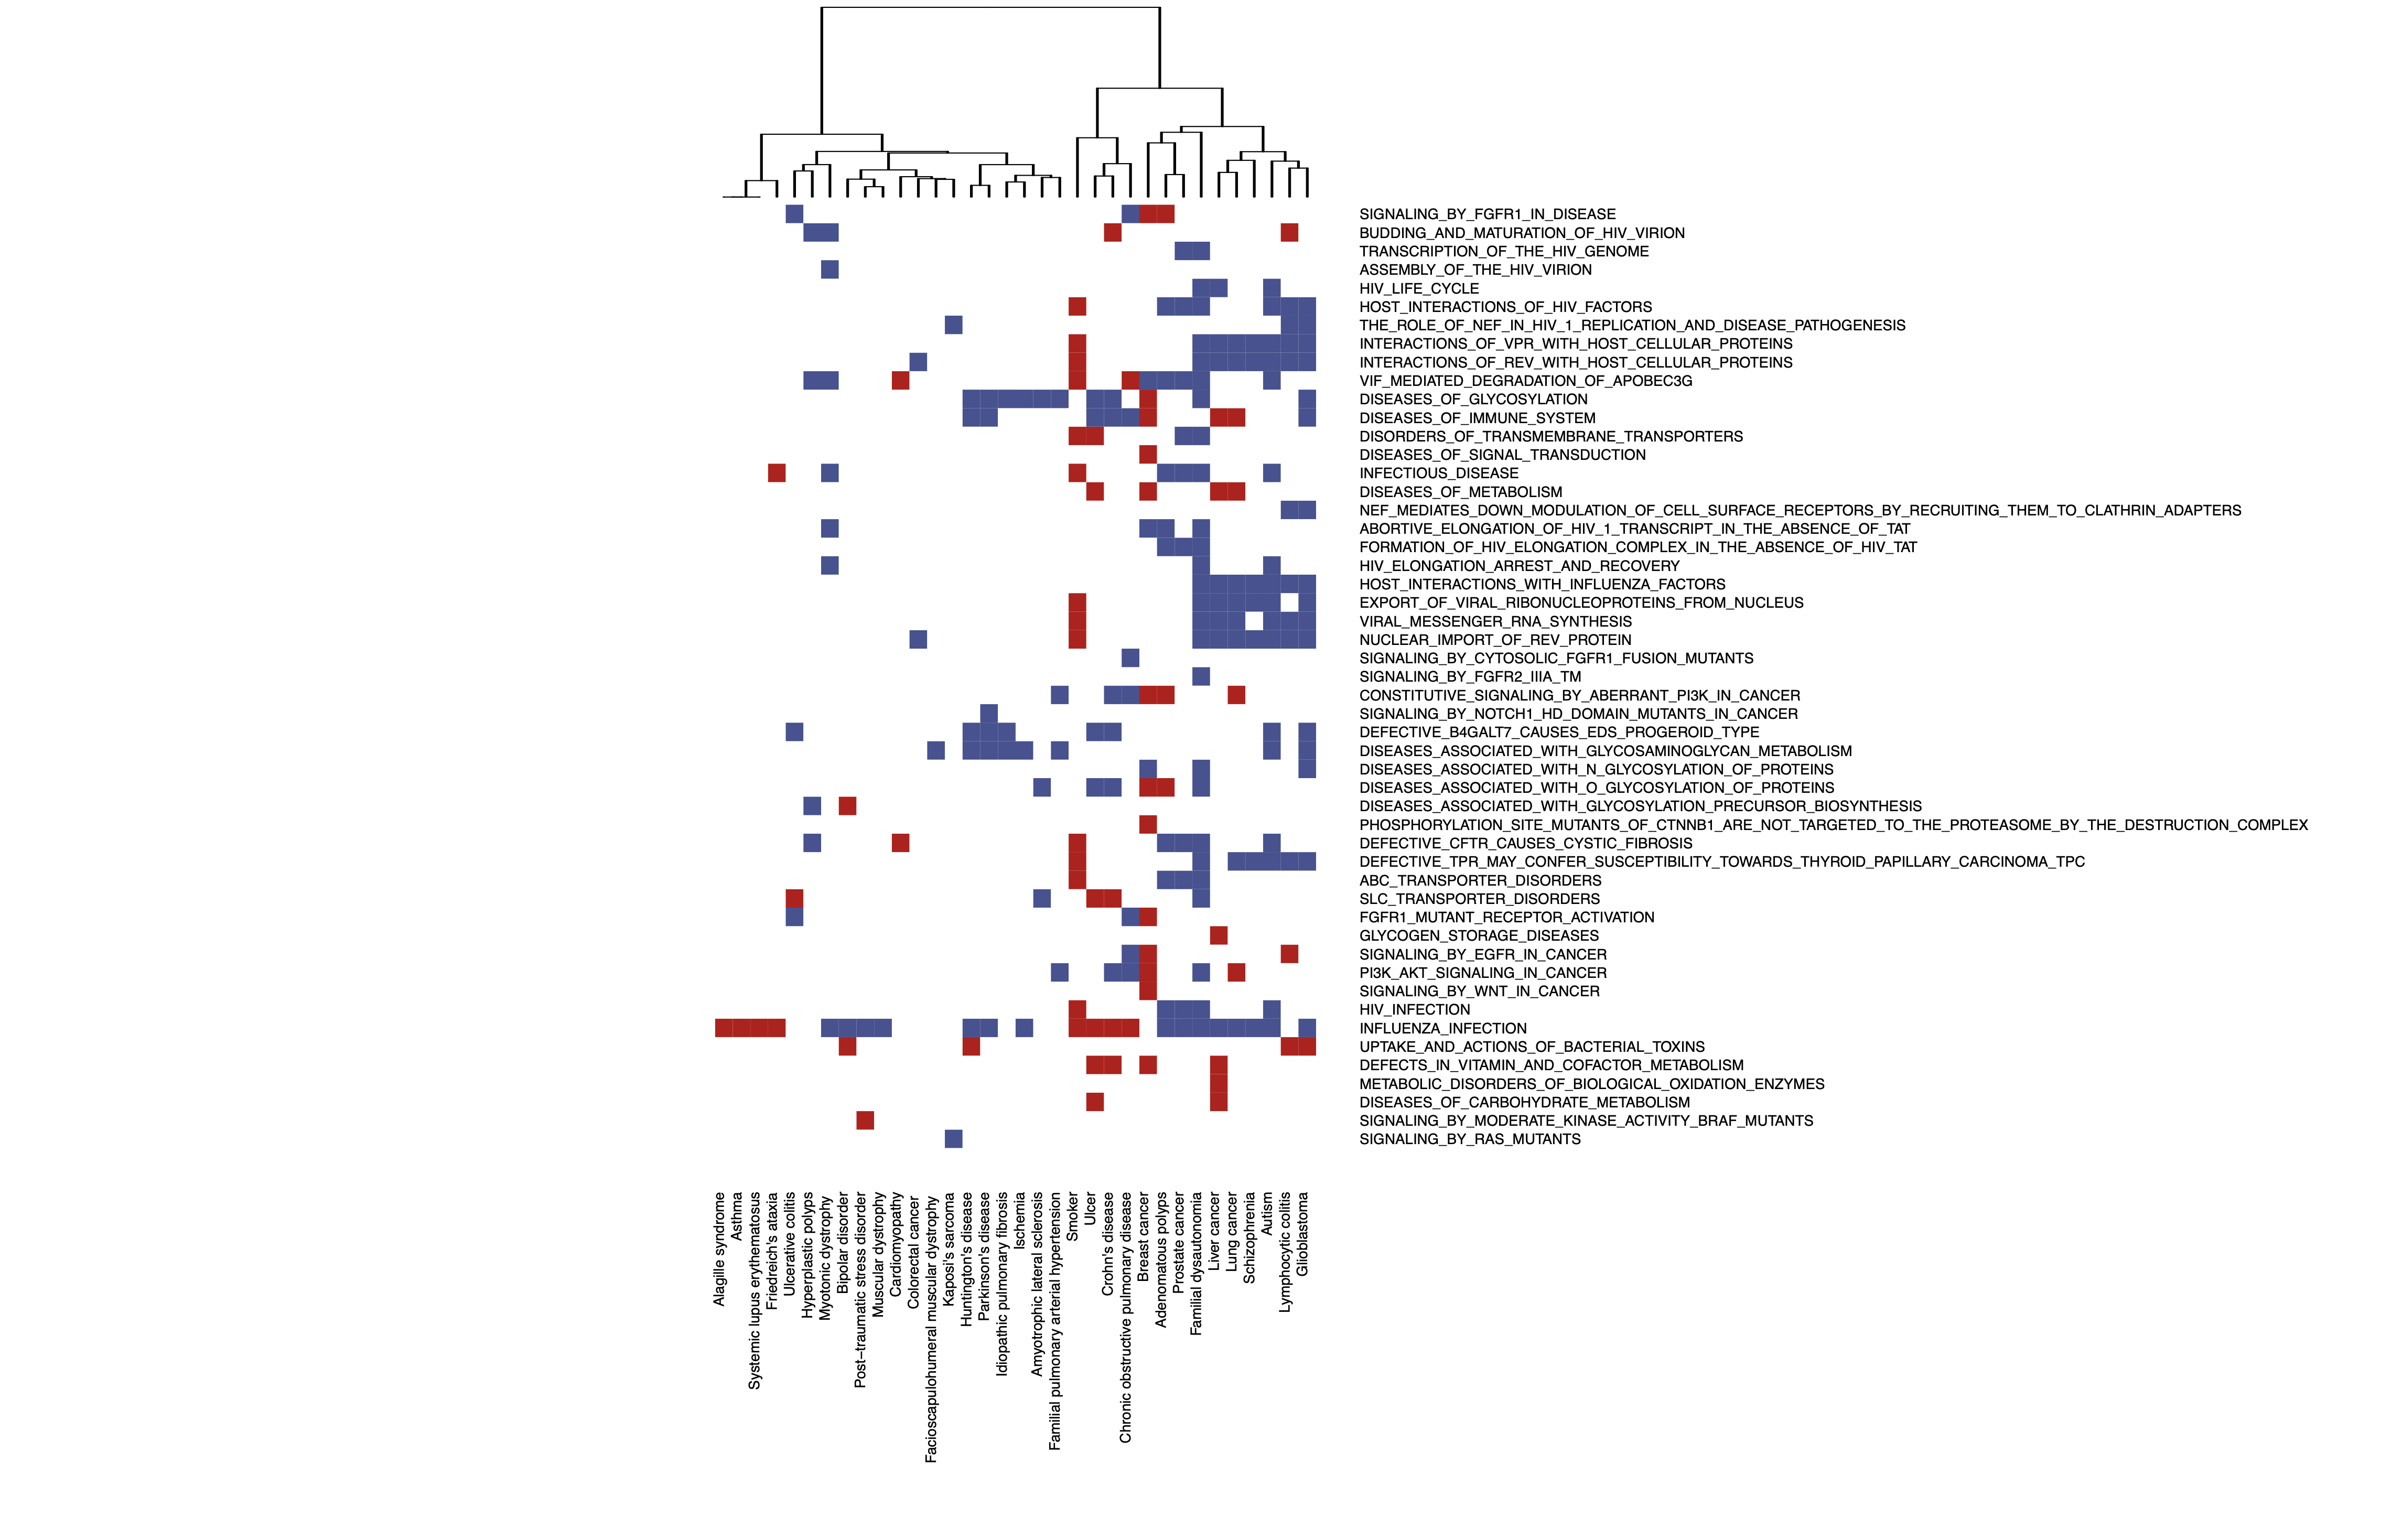 SIGNALING_BY_FGFR1_IN_DISEASE
BUDDING_AND_MATURATION_OF_HIV_VIRION
TRANSCRIPTION_OF_THE_HIV_GENOME
ASSEMBLY_OF_THE_HIV_VIRION
HIV_LIFE_CYCLE
HOST_INTERACTIONS_OF_HIV_FACTORS
THE_ROLE_OF_NEF_IN_HIV_1_REPLICATION_AND_DISEASE_PATHOGENESIS
INTERACTIONS_OF_VPR_WITH_HOST_CELLULAR_PROTEINS
INTERACTIONS_OF_REV_WITH_HOST_CELLULAR_PROTEINS
VIF_MEDIATED_DEGRADATION_OF_APOBEC3G
DISEASES_OF_GLYCOSYLATION
DISEASES_OF_IMMUNE_SYSTEM
DISORDERS_OF_TRANSMEMBRANE_TRANSPORTERS
DISEASES_OF_SIGNAL_TRANSDUCTION
INFECTIOUS_DISEASE
DISEASES_OF_METABOLISM
NEF_MEDIATES_DOWN_MODULATION_OF_CELL_SURFACE_RECEPTORS_BY_RECRUITING_THEM_TO_CLATHRIN_ADAPTERS
ABORTIVE_ELONGATION_OF_HIV_1_TRANSCRIPT_IN_THE_ABSENCE_OF_TAT
FORMATION_OF_HIV_ELONGATION_COMPLEX_IN_THE_ABSENCE_OF_HIV_TAT
HIV_ELONGATION_ARREST_AND_RECOVERY
HOST_INTERACTIONS_WITH_INFLUENZA_FACTORS
EXPORT_OF_VIRAL_RIBONUCLEOPROTEINS_FROM_NUCLEUS
VIRAL_MESSENGER_RNA_SYNTHESIS
NUCLEAR_IMPORT_OF_REV_PROTEIN
SIGNALING_BY_CYTOSOLIC_FGFR1_FUSION_MUTANTS
SIGNALING_BY_FGFR2_IIIA_TM
CONSTITUTIVE_SIGNALING_BY_ABERRANT_PI3K_IN_CANCER
SIGNALING_BY_NOTCH1_HD_DOMAIN_MUTANTS_IN_CANCER
DEFECTIVE_B4GALT7_CAUSES_EDS_PROGEROID_TYPE
DISEASES_ASSOCIATED_WITH_GLYCOSAMINOGLYCAN_METABOLISM
DISEASES_ASSOCIATED_WITH_N_GLYCOSYLATION_OF_PROTEINS
DISEASES_ASSOCIATED_WITH_O_GLYCOSYLATION_OF_PROTEINS
DISEASES_ASSOCIATED_WITH_GLYCOSYLATION_PRECURSOR_BIOSYNTHESIS
PHOSPHORYLATION_SITE_MUTANTS_OF_CTNNB1_ARE_NOT_TARGETED_TO_THE_PROTEASOME_BY_THE_DESTRUCTION_COMPLEX
DEFECTIVE_CFTR_CAUSES_CYSTIC_FIBROSIS
DEFECTIVE_TPR_MAY_CONFER_SUSCEPTIBILITY_TOWARDS_THYROID_PAPILLARY_CARCINOMA_TPC
ABC_TRANSPORTER_DISORDERS
SLC_TRANSPORTER_DISORDERS
FGFR1_MUTANT_RECEPTOR_ACTIVATION
GLYCOGEN_STORAGE_DISEASES
SIGNALING_BY_EGFR_IN_CANCER
PI3K_AKT_SIGNALING_IN_CANCER
SIGNALING_BY_WNT_IN_CANCER
HIV_INFECTION
INFLUENZA_INFECTION
UPTAKE_AND_ACTIONS_OF_BACTERIAL_TOXINS
DEFECTS_IN_VITAMIN_AND_COFACTOR_METABOLISM
METABOLIC_DISORDERS_OF_BIOLOGICAL_OXIDATION_ENZYMES
DISEASES_OF_CARBOHYDRATE_METABOLISM
SIGNALING_BY_MODERATE_KINASE_ACTIVITY_BRAF_MUTANTS
SIGNALING_BY_RAS_MUTANTS
Alagille syndrome
Asthma
Systemic lupus erythematosus
Friedreich's ataxia
Ulcerative colitis
Hyperplastic polyps
Myotonic dystrophy
Bipolar disorder
Post−traumatic stress disorder
Muscular dystrophy
Cardiomyopathy
Colorectal cancer
Facioscapulohumeral muscular dystrophy
Kaposi's sarcoma
Huntington's disease
Parkinson's disease
Idiopathic pulmonary fibrosis
Ischemia
Amyotrophic lateral sclerosis
Familial pulmonary arterial hypertension
Smoker
Ulcer
Crohn's disease
Chronic obstructive pulmonary disease
Breast cancer
Adenomatous polyps
Prostate cancer
Familial dysautonomia
Liver cancer
Lung cancer
Schizophrenia
Autism
Lymphocytic colitis
Glioblastoma